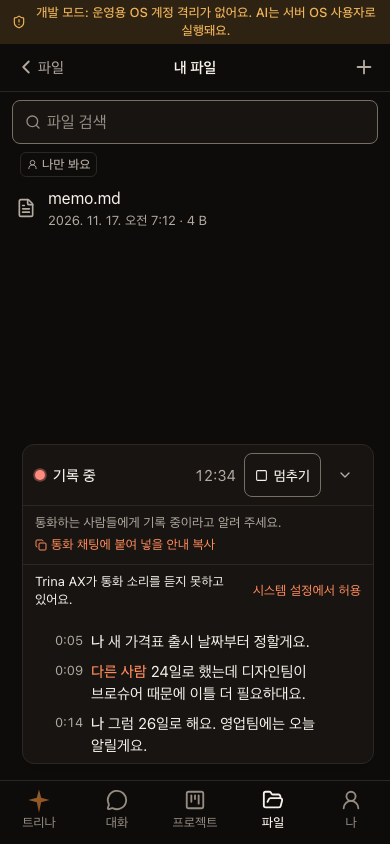 개발 모드: 운영용 OS 계정 격리가 없어요. AI는 서버 OS 사용자로
실행돼요.
파일
내 파일
파일 검색
나만 봐요
memo.md
2026. 11. 17. 오전 7:12 · 4 B
기록 중
12:34
멈추기
통화하는 사람들에게 기록 중이라고 알려 주세요.
통화 채팅에 붙여 넣을 안내 복사
Trina AX가 통화 소리를 듣지 못하고
있어요.
시스템 설정에서 허용
0:05 나 새 가격표 출시 날짜부터 정할게요.
0:09 다른 사람 24일로 했는데 디자인팀이
브로슈어 때문에 이틀 더 필요하대요.
0:14 나 그럼 26일로 해요. 영업팀에는 오늘
알릴게요.
트리나
대화
프로젝트
파일
나